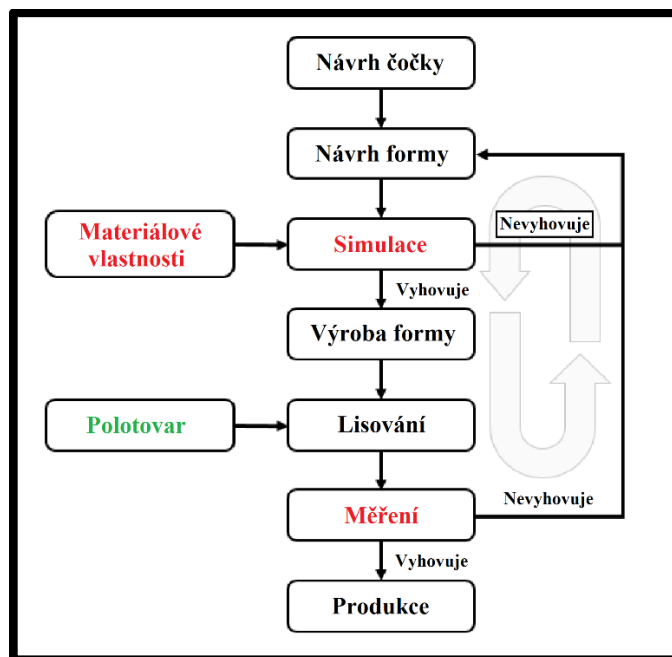 Návrh čočky
Návrh formy
Nevyhovuje
Materiálové
vlastnosti
Simulace
Vyhovuje
Výroba formy
Polotovar
Lisování
Nevyhovuje
Měření
Vyhovuje
Produkce